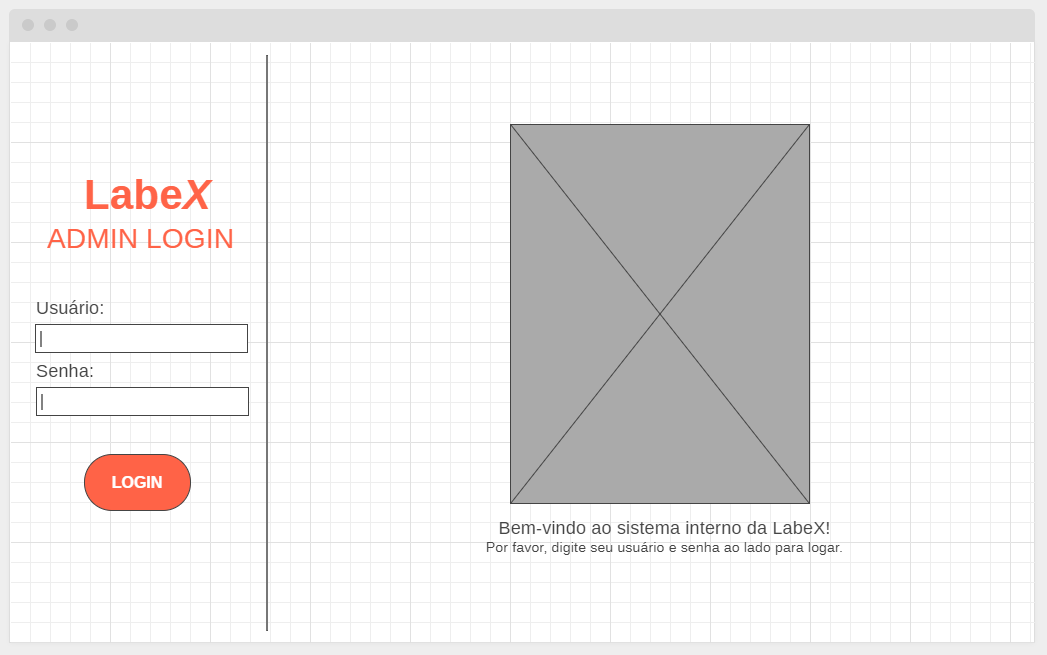 LabeX
ADMIN LOGIN
Usuário:
Senha:
LOGIN
Bem-vindo ao sistema interno da LabeX!
Por favor, digite seu usuário e senha ao lado para logar.